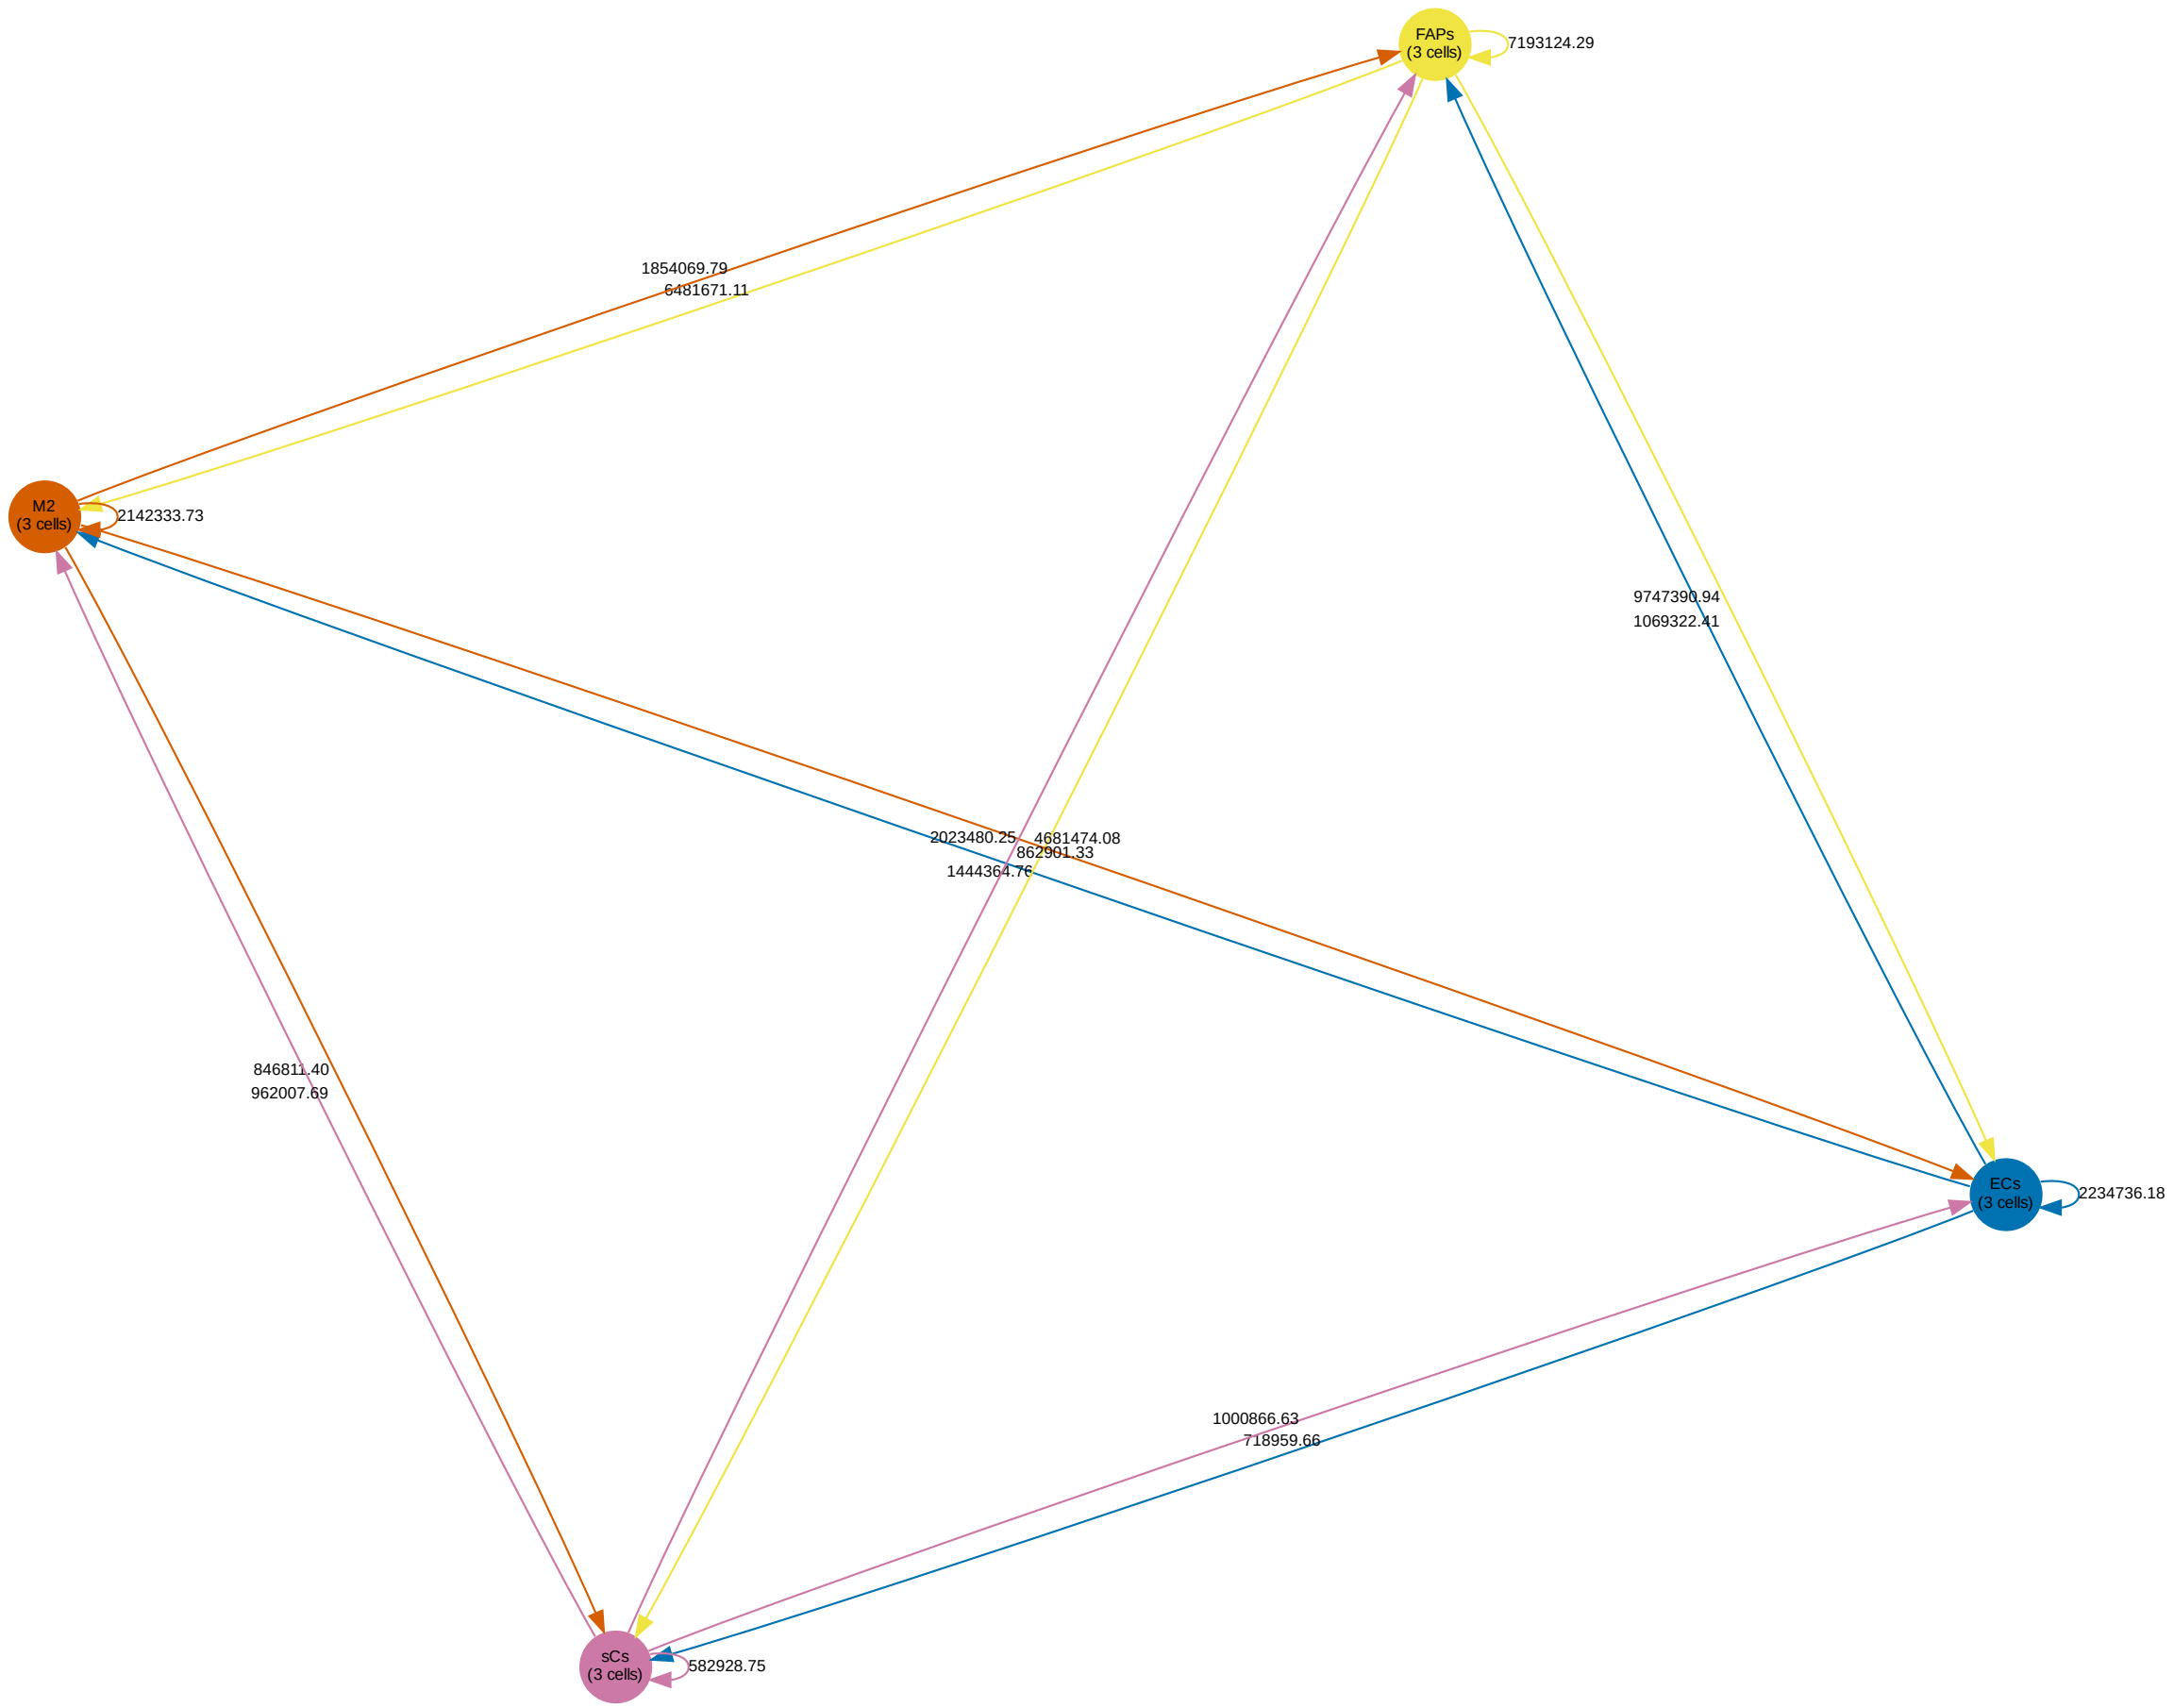 FAPs
(3 cells)
7193124.29
1854069.79
6481671.11
M2
(3 cells)
2142333.73
9747390.94
1069322.41
2023480.25
4681474.08
862901.33
1444364.76
846811.40
962007.69
ECs
(3 cells)
2234736.18
1000866.63
718959.66
sCs
(3 cells)
582928.75